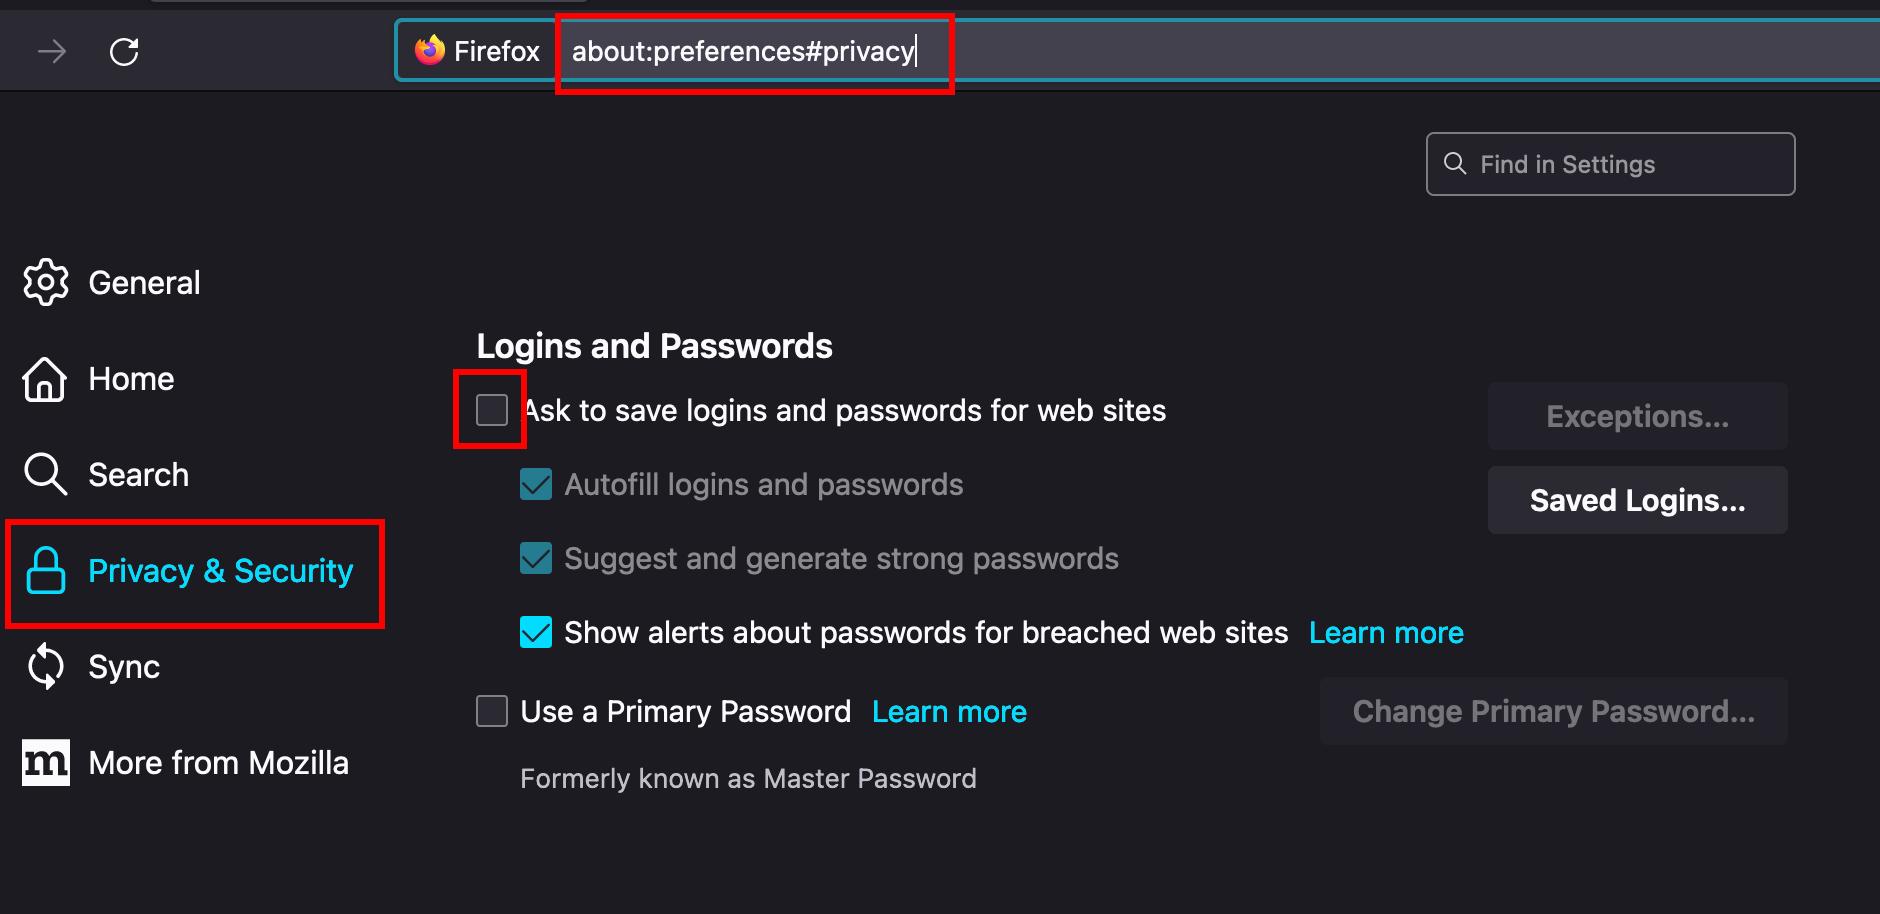 Firefox about:preferences#privacy
Find in Settings
General
Home
Search
Privacy & Security
Sync
More from Mozilla
Logins and Passwords
Ask to save logins and passwords for web sites
Exceptions...
Autofill logins and passwords
Saved Logins...
Suggest and generate strong passwords
Show alerts about passwords for breached web sites Learn more
Use a Primary Password Learn more
Change Primary Password...
Formerly known as Master Password